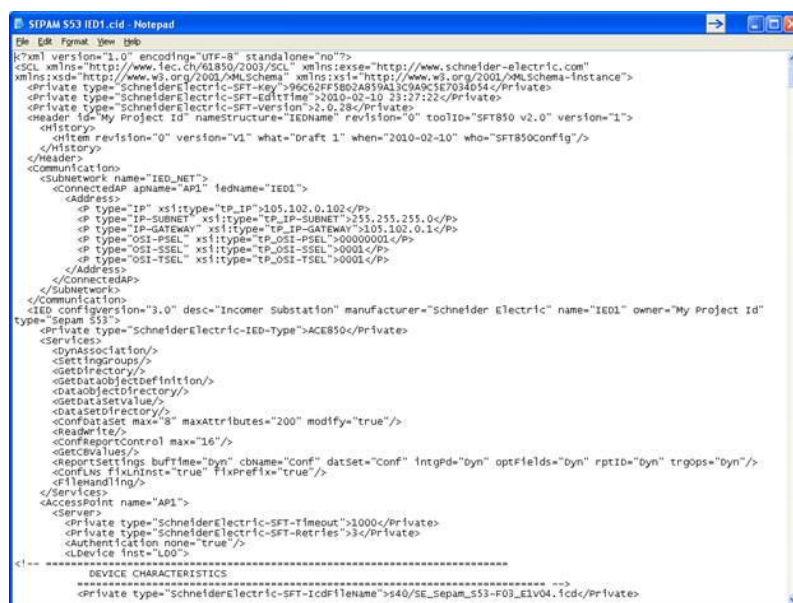 SEPAM S53 IED1.cid - Notepad
File Edit Format View Help
<?xml version="1.0" encoding="UTF-8" standalone="no"?>
<SCL xmlns="http://www.iec.ch/61850/2003/SCL" xmlns:exse="http://www.schneider-electric.com"
xmlns:xsd="http://www.w3.org/2001/XMLSchema" xmlns:xsi="http://www.w3.org/2001/XMLSchema-instance">
<Private type="SchneiderElectric-SFT-Key">96C62FF5BD2A859A13C9A9C5E7034D54</Private>
<Private type="SchneiderElectric-SFT-EditTime">2010-02-10 23:27:22</Private>
<Private type="SchneiderElectric-SFT-Version">2.0.28</Private>
<Header id="My Project Id" nameStructure="IEDName" revision="0" toolID="SFT850 v2.0" version="1">
<History>
<Hitem revision="0" version="V1" what="Draft 1" when="2010-02-10" who="SFT850Config"/>
</History>
</Header>
<Communication>
<SubNetwork name="IED_NET">
<ConnectedAP apName="AP1" iedName="IED1">
<Address>
<P type="IP" xsi:type="tP_IP">105.102.0.102</P>
<P type="IP-SUBNET" xsi:type="tP_IP-SUBNET">255.255.255.0</P>
<P type="IP-GATEWAY" xsi:type="tP_IP-GATEWAY">105.102.0.1</P>
<P type="OSI-PSEL" xsi:type="tP_OSI-PSEL">00000001</P>
<P type="OSI-SSEL" xsi:type="tP_OSI-SSEL">0001</P>
<P type="OSI-TSEL" xsi:type="tP_OSI-TSEL">0001</P>
</Address>
</ConnectedAP>
</SubNetwork>
</Communication>
<IED configVersion="3.0" desc="Incomer Substation" manufacturer="Schneider Electric" name="IED1" owner="My Project Id"
type="Sepam S53">
<Private type="SchneiderElectric-IED-Type">ACE850</Private>
<Services>
<DynAssociation/>
<SettingGroups/>
<GetDirectory/>
<GetDataObjectDefinition/>
<DataObjectDirectory/>
<GetDataSetValue/>
<DataSetDirectory/>
<ConfDataSet max="8" maxAttributes="200" modify="true"/>
<ReadWrite/>
<ConfReportControl max="16"/>
<GetCBValues/>
<ReportSettings bufTime="Dyn" cbName="Conf" datSet="Conf" intgPd="Dyn" optFields="Dyn" rptID="Dyn" trgOps="Dyn"/>
<ConfLNs fixLnInst="true" fixPrefix="true"/>
<FileHandling/>
</Services>
<AccessPoint name="AP1">
<Server>
<Private type="SchneiderElectric-SFT-Timeout">1000</Private>
<Private type="SchneiderElectric-SFT-Retries">3</Private>
<Authentication none="true"/>
<LDevice inst="LD0">
<!-- =====================================================================
DEVICE CHARACTERISTICS
===================================================================== -->
<Private type="SchneiderElectric-SFT-IcdFileName">s40/SE_Sepam_S53-F03_E1V04.icd</Private>